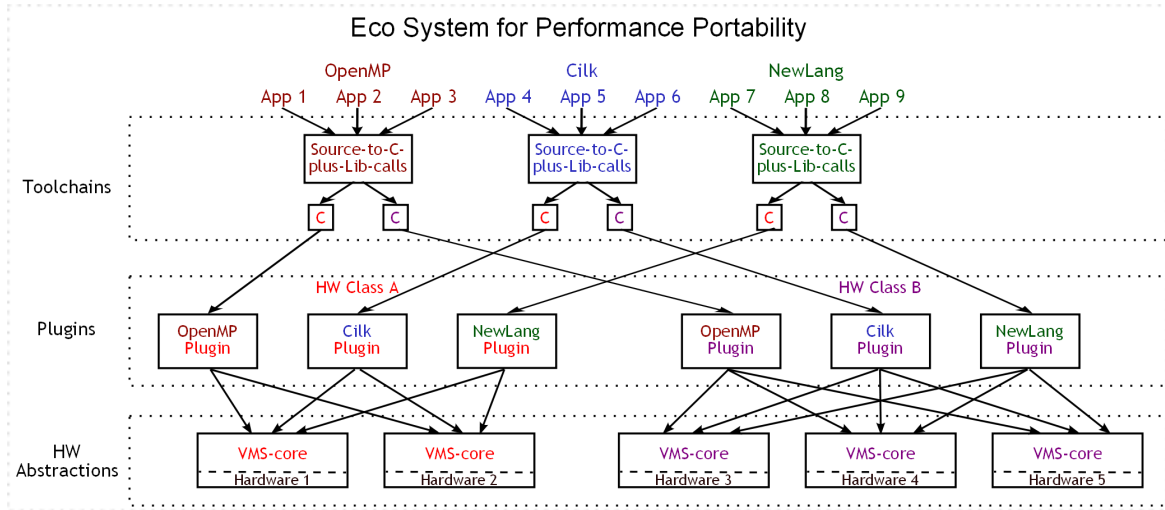 Eco System for Performance Portability
OpenMP Cilk NewLang
App 1 App 2 App 3 App 4 App 5 App 6 App 7 App 8 App 9
Toolchains
Source-to-C-
plus-Lib-calls
Source-to-C-
plus-Lib-calls
Source-to-C-
plus-Lib-calls
C C C C C C
HW Class A HW Class B
Plugins
OpenMP
Plugin
Cilk
Plugin
NewLang
Plugin
OpenMP
Plugin
Cilk
Plugin
NewLang
Plugin
HW
Abstractions
VMS-core
Hardware 1
VMS-core
Hardware 2
VMS-core
Hardware 3
VMS-core
Hardware 4
VMS-core
Hardware 5